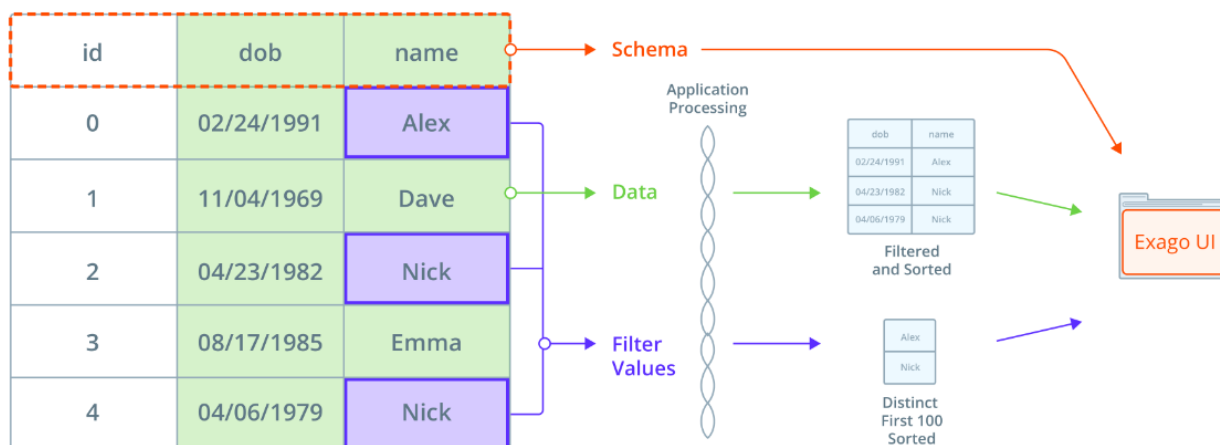 id dob name
0 02/24/1991 Alex
1 11/04/1969 Dave
2 04/23/1982 Nick
3 08/17/1985 Emma
4 04/06/1979 Nick
Schema
Data
Filter
Values
Application
Processing
dob name
02/24/1991 Alex
04/23/1982 Nick
04/06/1979 Nick
Filtered
and Sorted
Alex
Nick
Distinct
First 100
Sorted
Exago UI